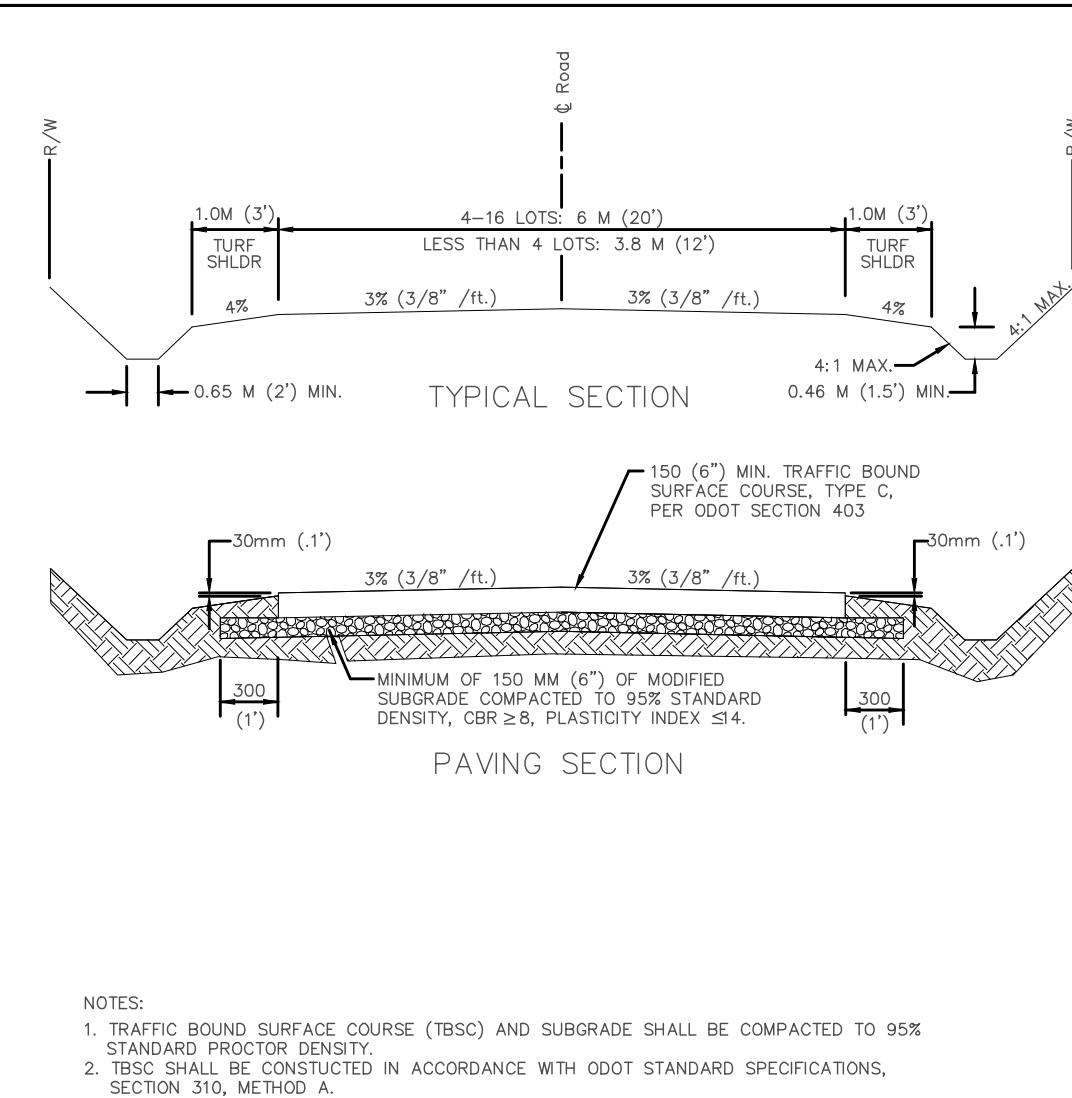 ℄ Road
R/W
R/W
1.0M (3')
4-16 LOTS: 6 M (20')
1.0M (3')
TURF
SHLDR
LESS THAN 4 LOTS: 3.8 M (12')
TURF
SHLDR
4%
3% (3/8" /ft.)
3% (3/8" /ft.)
4%
4:1 MAX.
4:1 MAX.
0.65 M (2') MIN.
TYPICAL SECTION
0.46 M (1.5') MIN.
150 (6") MIN. TRAFFIC BOUND
SURFACE COURSE, TYPE C,
PER ODOT SECTION 403
30mm (.1')
30mm (.1')
3% (3/8" /ft.)
3% (3/8" /ft.)
MINIMUM OF 150 MM (6") OF MODIFIED
SUBGRADE COMPACTED TO 95% STANDARD
DENSITY, CBR ≥8, PLASTICITY INDEX ≤14.
300
(1')
300
(1')
PAVING SECTION
NOTES:
1. TRAFFIC BOUND SURFACE COURSE (TBSC) AND SUBGRADE SHALL BE COMPACTED TO 95%
STANDARD PROCTOR DENSITY.
2. TBSC SHALL BE CONSTUCTED IN ACCORDANCE WITH ODOT STANDARD SPECIFICATIONS,
SECTION 310, METHOD A.